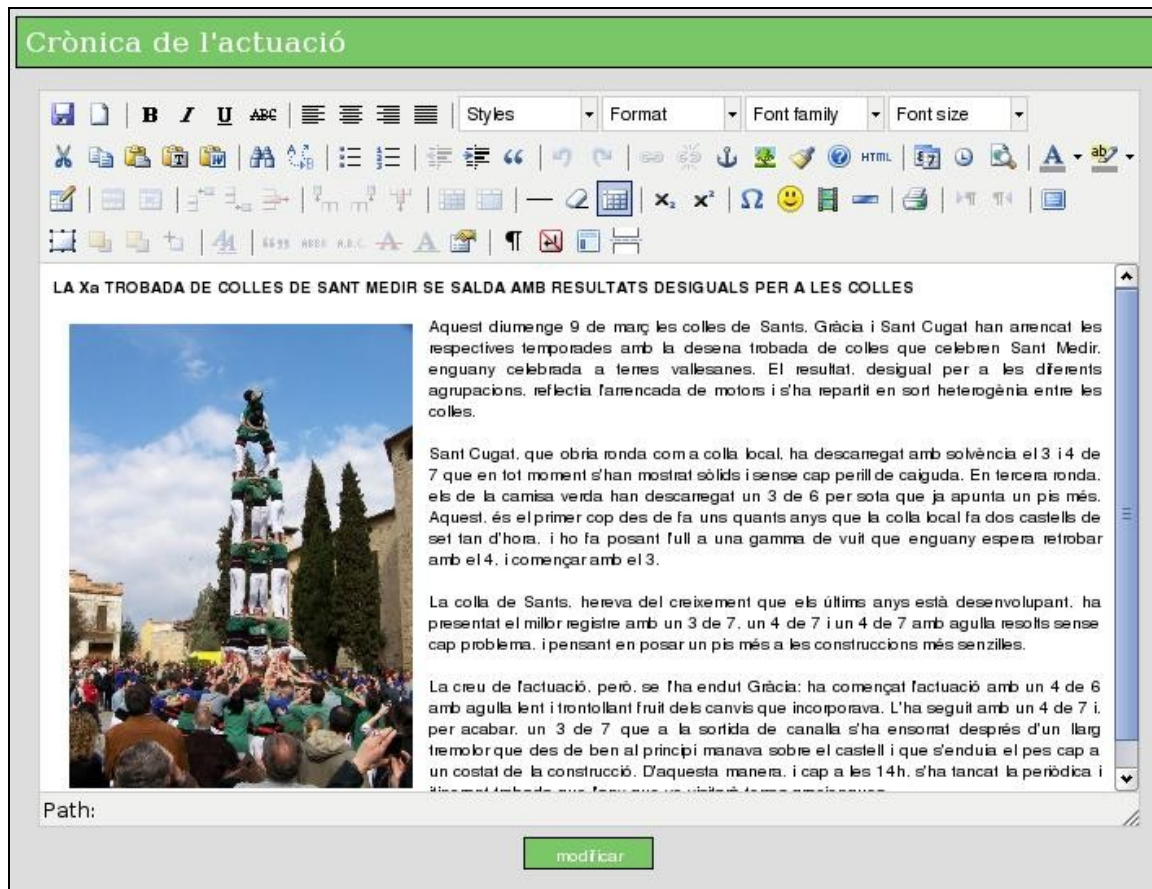 Crònica de l'actuació
B I U ABC Styles Format Font family Font size
HTML
Path:
LA Xa TROBADA DE COLLES DE SANT MEDIR SE SALDA AMB RESULTATS DESIGUALS PER A LES COLLES
Aquest diumenge 9 de març les colles de Sants, Gràcia i Sant Cugat han arrencat les
respectives temporades amb la desena trobada de colles que celebren Sant Medir,
enguany celebrada a terres vallesanes. El resultat, desigual per a les diferents
agrupacions, reflectia l'arrencada de motors i s'ha repartit en sort heterogènia entre les
colles.
Sant Cugat, que obria ronda com a colla local, ha descarregat amb solvència el 3 i 4 de
7 que en tot moment s'han mostrat sòlids i sense cap perill de caiguda. En tercera ronda,
els de la camisa verda han descarregat un 3 de 6 per sota que ja apunta un pis més.
Aquest, és el primer cop des de fa uns quants anys que la colla local fa dos castells de
set tan d'hora, i ho fa posant l'ull a una gamma de vuit que enguany espera retrobar
amb el 4, i començar amb el 3.
La colla de Sants, hereva del creixement que els últims anys està desenvolupant, ha
presentat el millor registre amb un 3 de 7, un 4 de 7 i un 4 de 7 amb agulla resolts sense
cap problema, i pensant en posar un pis més a les construccions més senzilles.
La creu de l'actuació, però, se l'ha endut Gràcia: ha començat l'actuació amb un 4 de 6
amb agulla lent i trontollant fruit dels canvis que incorporava. L'ha seguit amb un 4 de 7 i,
per acabar, un 3 de 7 que a la sortida de canalla s'ha ensorrat després d'un llarg
tremolor que des de ben al principi manava sobre el castell i que s'enduia el pes cap a
un costat de la construcció. D'aquesta manera, i cap a les 14h, s'ha tancat la periòdica i
modificar